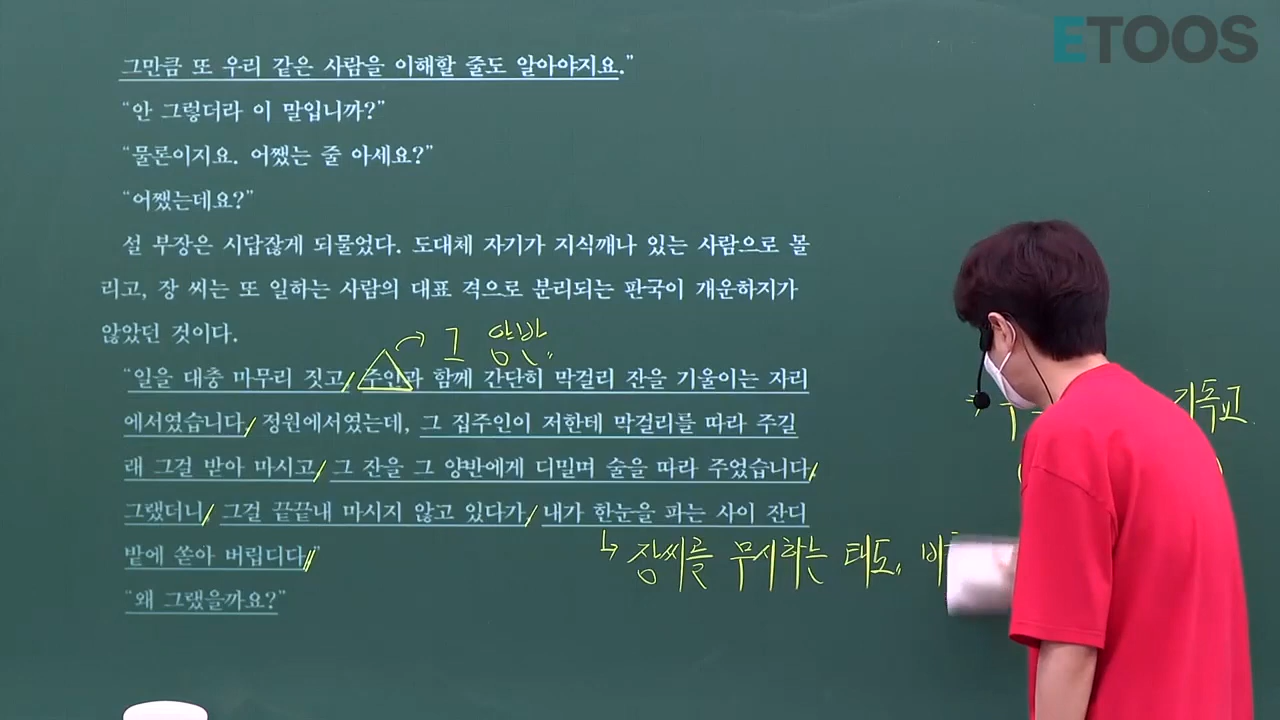 ETOOS
그만큼 또 우리 같은 사람을 이해할 줄도 알아야지요.”
“안 그렇더라 이 말입니까?”
“물론이지요. 어쨌는 줄 아세요?”
“어쨌는데요?”
설 부장은 시답잖게 되물었다. 도대체 자기가 지식깨나 있는 사람으로 몰
리고, 장 씨는 또 일하는 사람의 대표 격으로 분리되는 판국이 개운하지가
않았던 것이다.
그 양반
“일을 대충 마무리 짓고, 주인과 함께 간단히 막걸리 잔을 기울이는 자리
에서였습니다. 정원에서였는데, 그 집주인이 저한테 막걸리를 따라 주길
기독교
래 그걸 받아 마시고, 그 잔을 그 양반에게 디밀며 술을 따라 주었습니다.
그랬더니, 그걸 끝끝내 마시지 않고 있다가, 내가 한눈을 파는 사이 잔디
밭에 쏟아 버립디다.”
↳ 장씨를 무시하는 태도,
“왜 그랬을까요?”